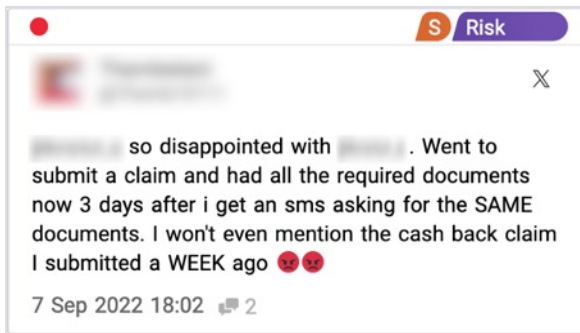 S Risk
so disappointed with . Went to
submit a claim and had all the required documents
now 3 days after i get an sms asking for the SAME
documents. I won't even mention the cash back claim
I submitted a WEEK ago 😡😡
7 Sep 2022 18:02 2